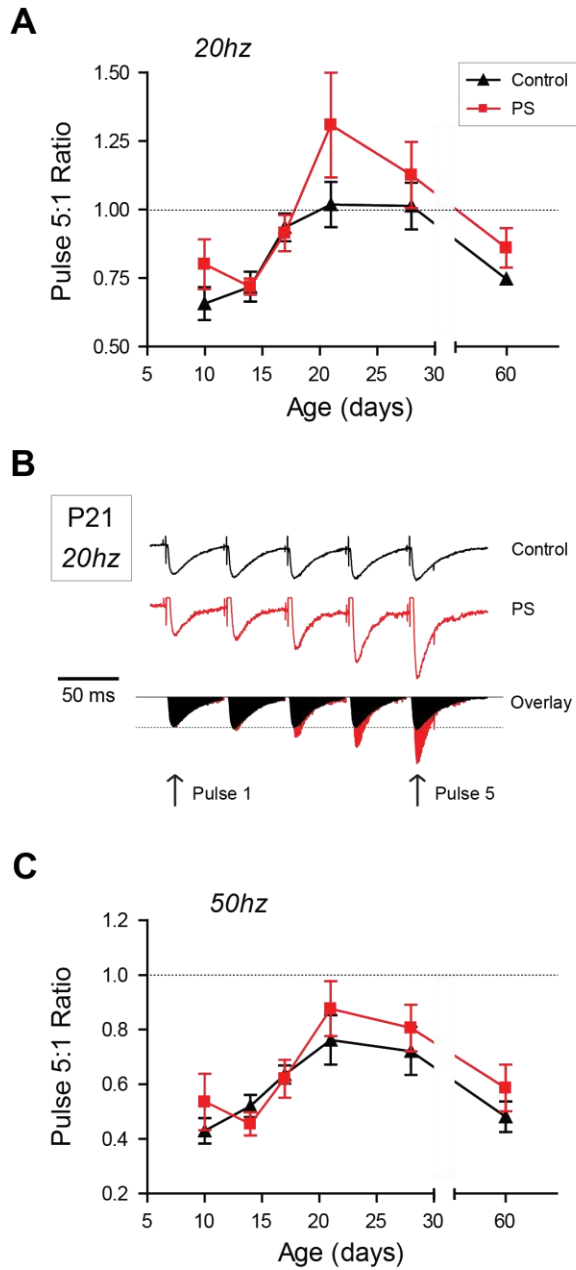 A
20hz
Control
PS
1.50
1.25
1.00
0.75
0.50
Pulse 5:1 Ratio
5 10 15 20 25 30 60
Age (days)
B
P21
20hz
Control
PS
50 ms
Overlay
Pulse 1
Pulse 5
C
50hz
1.2
1.0
0.8
0.6
0.4
0.2
Pulse 5:1 Ratio
5 10 15 20 25 30 60
Age (days)